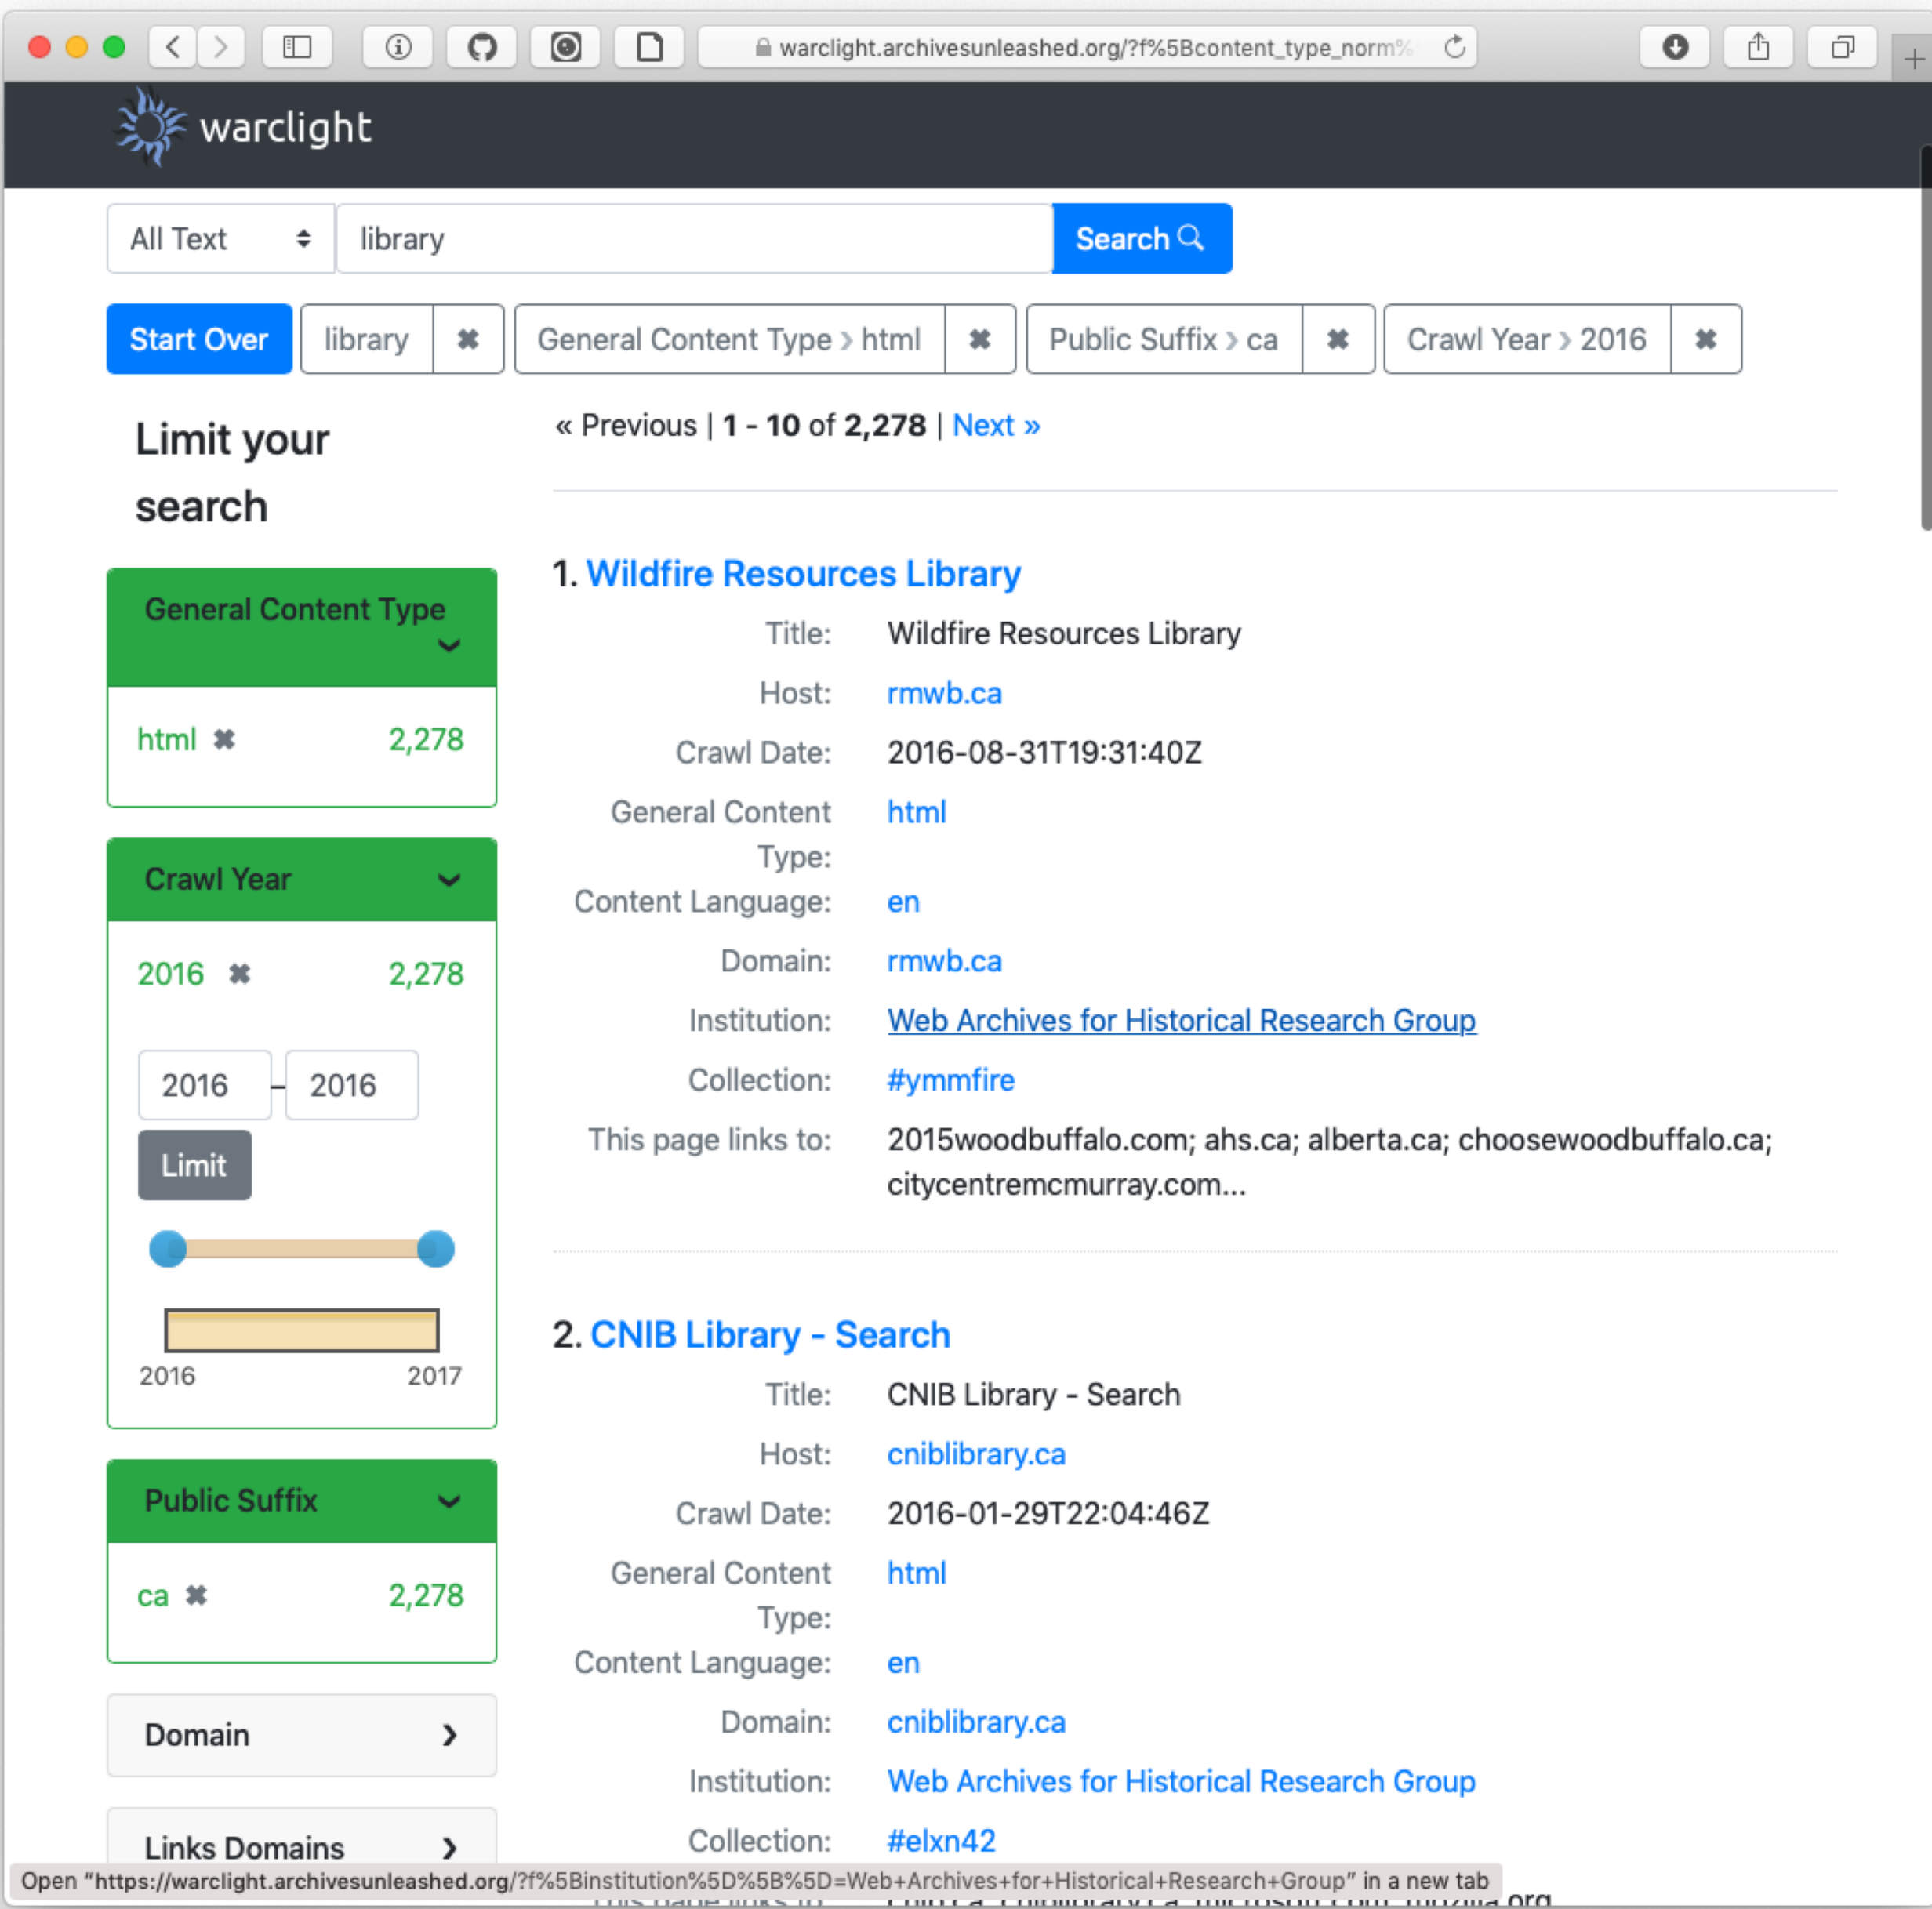 warclight.archivesunleashed.org/?f%5Bcontent_type_norm%
warclight
All Text
library
Search
Start Over
library ✖
General Content Type › html ✖
Public Suffix › ca ✖
Crawl Year › 2016 ✖
Limit your
search
General Content Type
html ✖ 2,278
Crawl Year
2016 ✖ 2,278
2016 – 2016
Limit
2016 2017
Public Suffix
ca ✖ 2,278
Domain
Links Domains
« Previous | 1 - 10 of 2,278 | Next »
1. Wildfire Resources Library
Title: Wildfire Resources Library
Host: rmwb.ca
Crawl Date: 2016-08-31T19:31:40Z
General Content html
Type:
Content Language: en
Domain: rmwb.ca
Institution: Web Archives for Historical Research Group
Collection: #ymmfire
This page links to: 2015woodbuffalo.com; ahs.ca; alberta.ca; choosewoodbuffalo.ca;
citycentremcmurray.com...
2. CNIB Library - Search
Title: CNIB Library - Search
Host: cniblibrary.ca
Crawl Date: 2016-01-29T22:04:46Z
General Content html
Type:
Content Language: en
Domain: cniblibrary.ca
Institution: Web Archives for Historical Research Group
Collection: #elxn42
Open "https://warclight.archivesunleashed.org/?f%5Binstitution%5D%5B%5D=Web+Archives+for+Historical+Research+Group" in a new tab